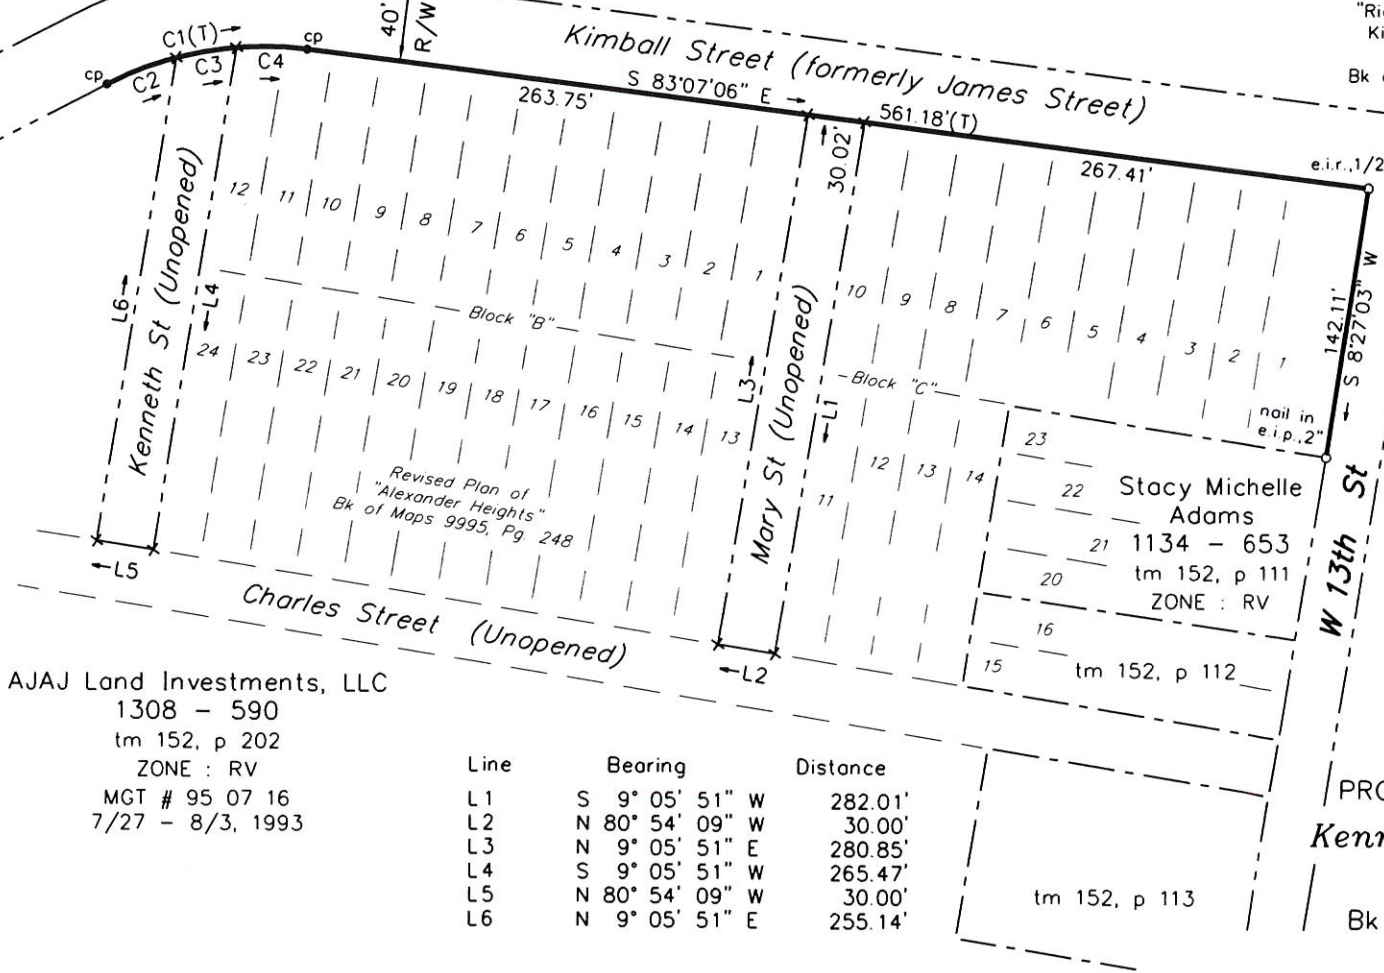 "Ri
Ki
Bk
40'
R/W
C1(T)
cp
C2
C3
C4
cp
Kimball Street (formerly James Street)
S 83°07'06" E
263.75'
561.18'(T)
30.02'
267.41'
e.i.r.,1/2
142.11'
S 8°27'03" W
nail in
e.i.p.,2"
12 11 10 9 8 7 6 5 4 3 2 1
10 9 8 7 6 5 4 3 2 1
Block "B"
Block "C"
24 23 22 21 20 19 18 17 16 15 14 13
11 12 13 14
L6
Kenneth St (Unopened)
L4
L3
Mary St (Unopened)
L1
Revised Plan of
"Alexander Heights"
Bk of Maps 9995, Pg. 248
23
22
21
20
16
15
Stacy Michelle
Adams
1134 - 653
tm 152, p 111
ZONE : RV
tm 152, p 112
W 13th St
L5
Charles Street (Unopened)
L2
AJAJ Land Investments, LLC
1308 - 590
tm 152, p 202
ZONE : RV
MGT # 95 07 16
7/27 - 8/3, 1993
Line Bearing Distance
L1 S 9° 05' 51" W 282.01'
L2 N 80° 54' 09" W 30.00'
L3 N 9° 05' 51" E 280.85'
L4 S 9° 05' 51" W 265.47'
L5 N 80° 54' 09" W 30.00'
L6 N 9° 05' 51" E 255.14'
tm 152, p 113
PRO
Kenn
Bk